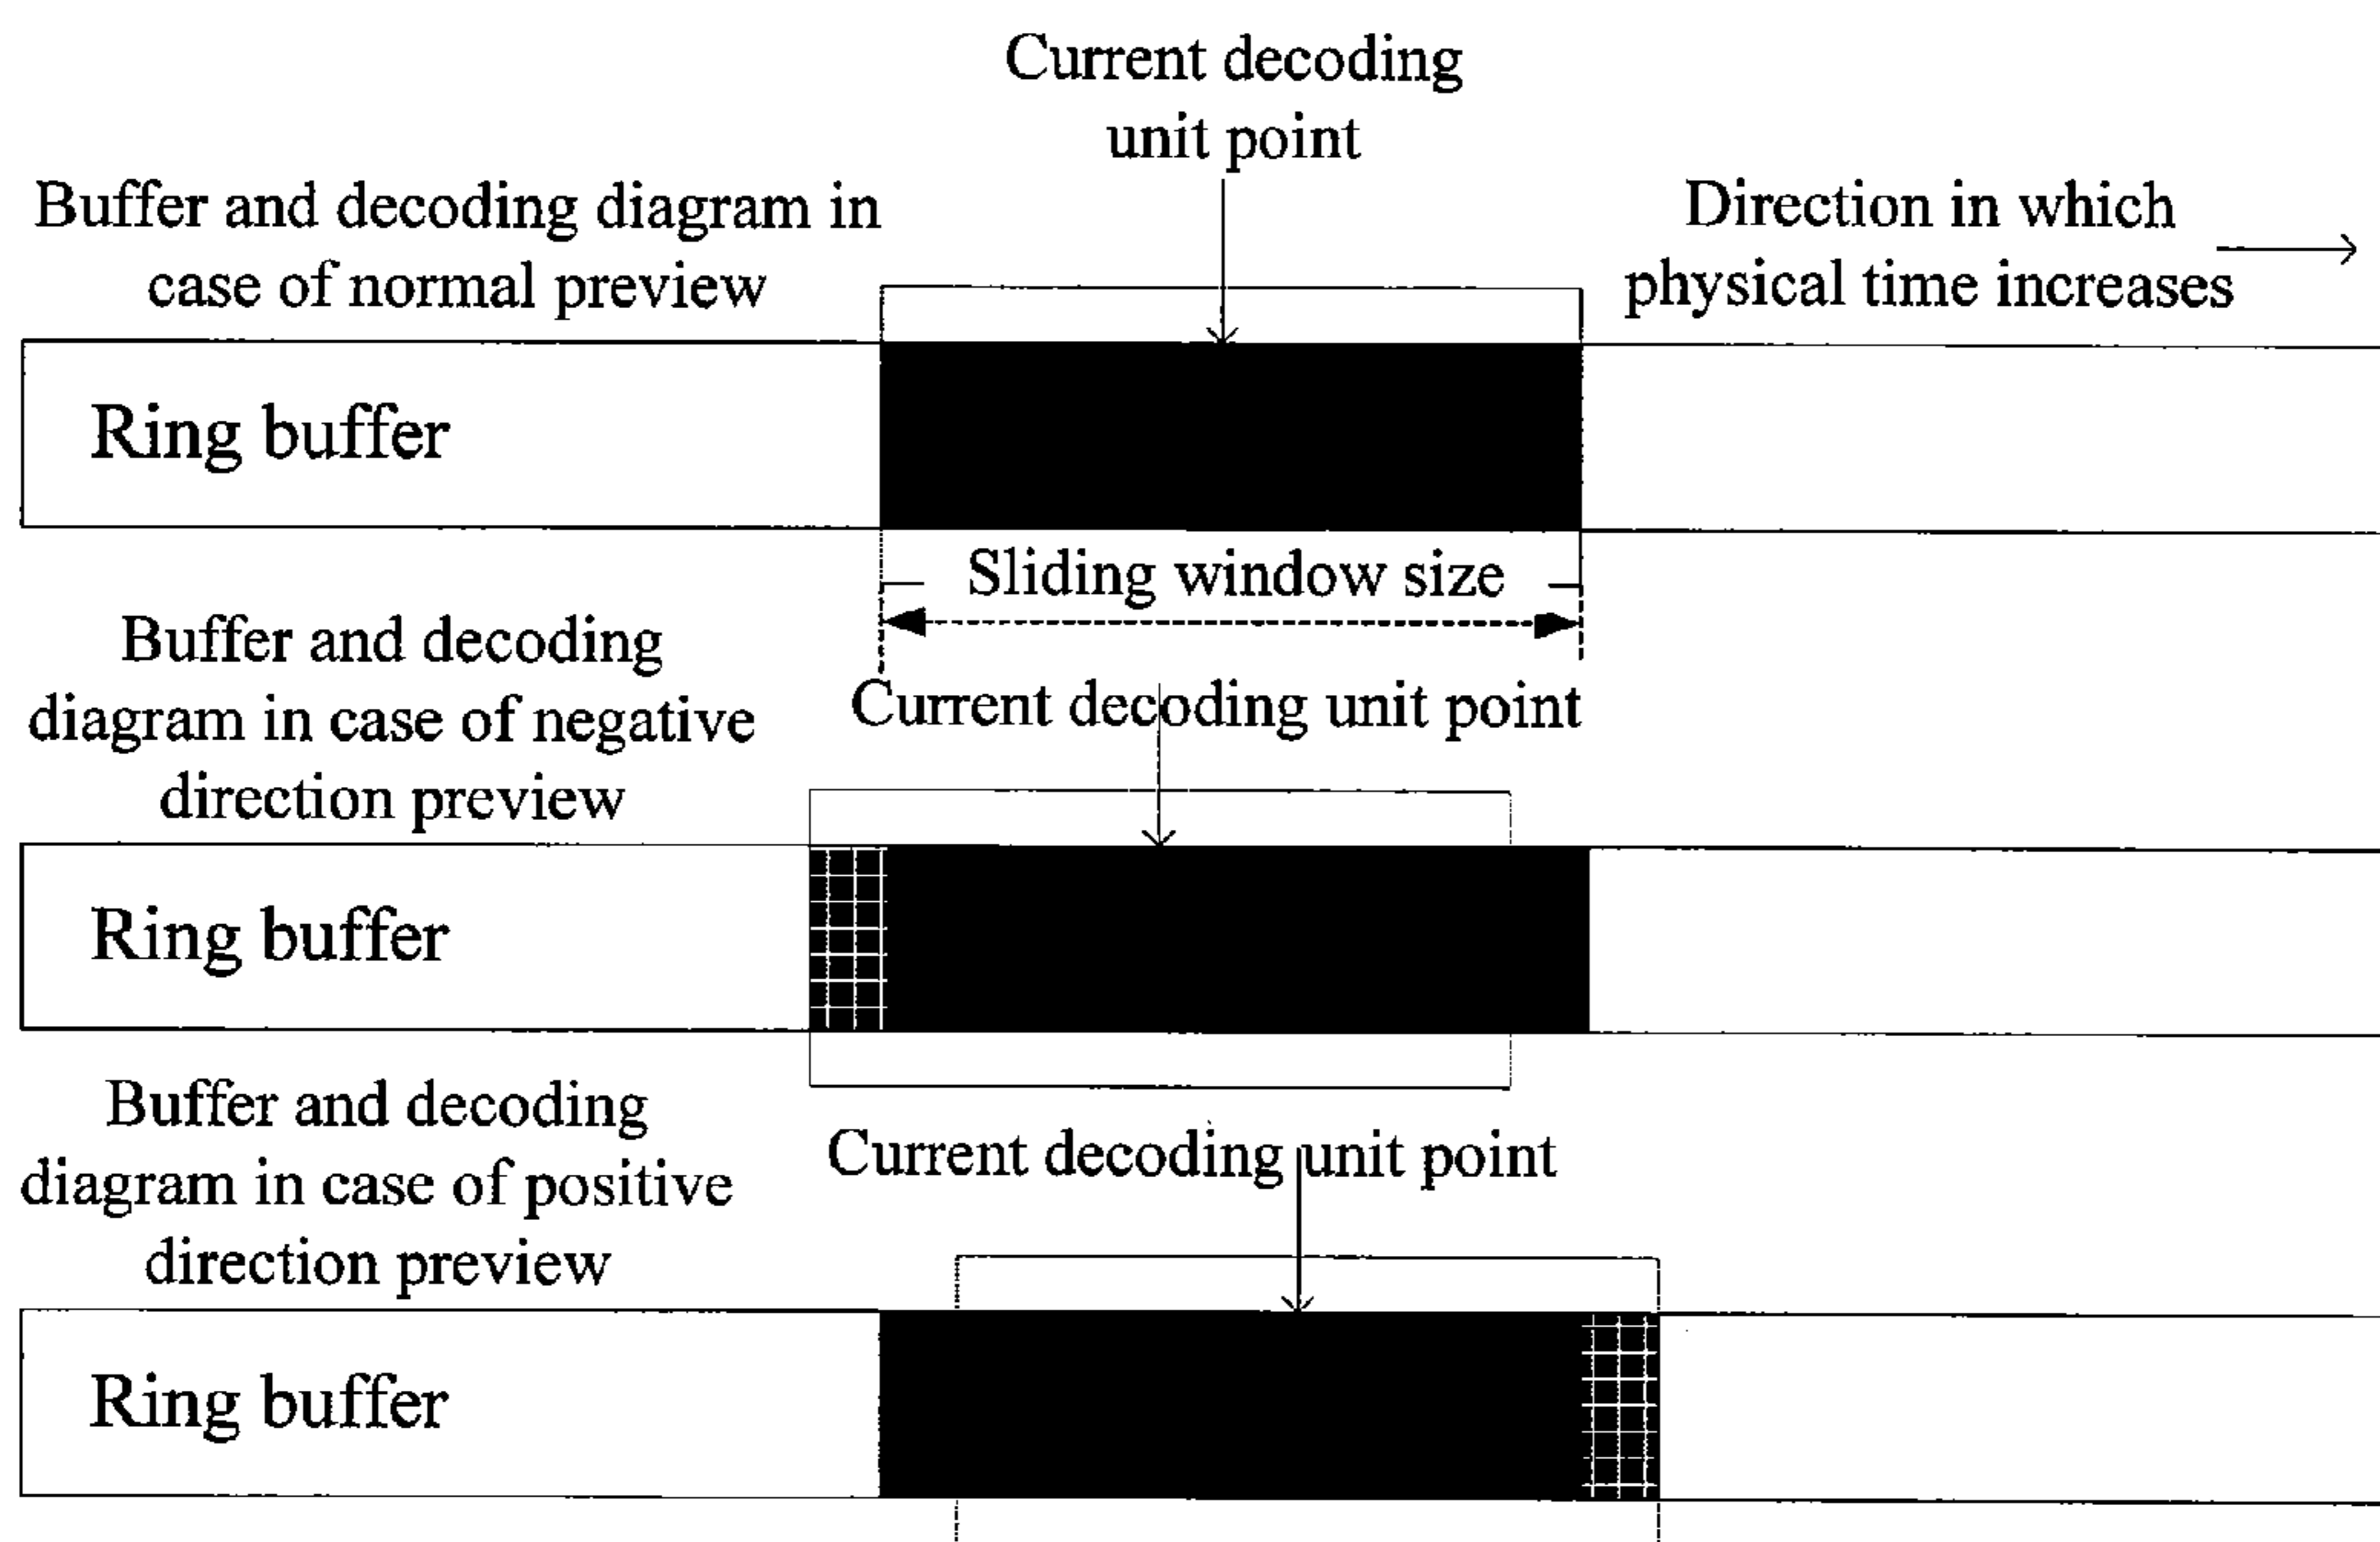 Current decoding
unit point
Buffer and decoding diagram in
case of normal preview
Direction in which
physical time increases
Ring buffer
Sliding window size
Buffer and decoding
diagram in case of negative
direction preview
Current decoding unit point
Ring buffer
Buffer and decoding
diagram in case of positive
direction preview
Current decoding unit point
Ring buffer